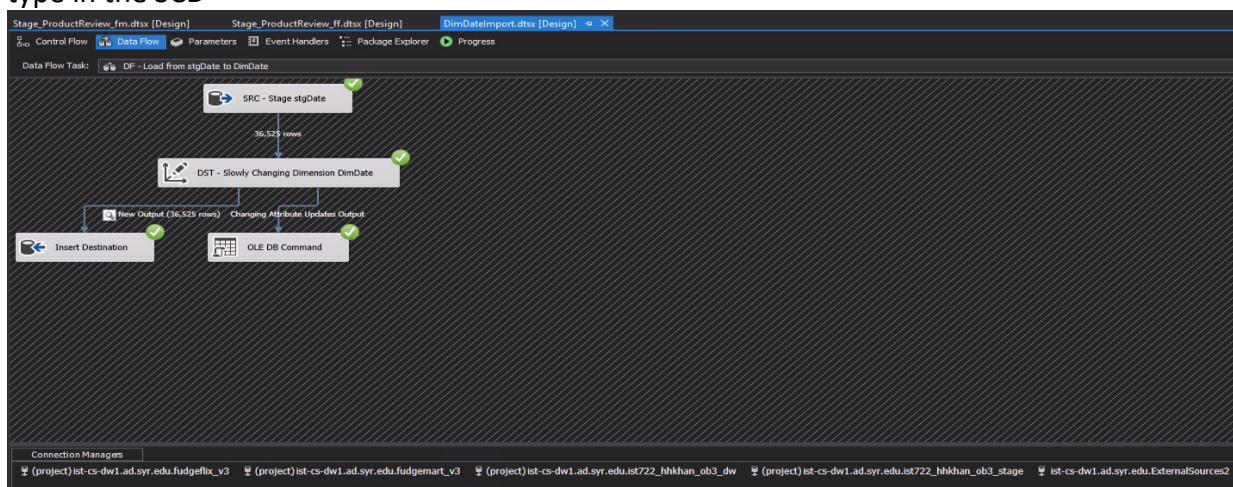 type in the SCD
Stage_ProductReview_fm.dtsx [Design] Stage_ProductReview_ff.dtsx [Design] DimDateImport.dtsx [Design]
Control Flow Data Flow Parameters Event Handlers Package Explorer Progress
Data Flow Task: DF - Load from stgDate to DimDate
SRC - Stage stgDate
36,525 rows
DST - Slowly Changing Dimension DimDate
New Output (36,525 rows) Changing Attribute Updates Output
Insert Destination OLE DB Command
Connection Managers
(project) ist-cs-dw1.ad.syr.edu.fudgeflix_v3 (project) ist-cs-dw1.ad.syr.edu.fudgemart_v3 (project) ist-cs-dw1.ad.syr.edu.ist722_hhkhan_ob3_dw (project) ist-cs-dw1.ad.syr.edu.ist722_hhkhan_ob3_stage ist-cs-dw1.ad.syr.edu.ExternalSources2